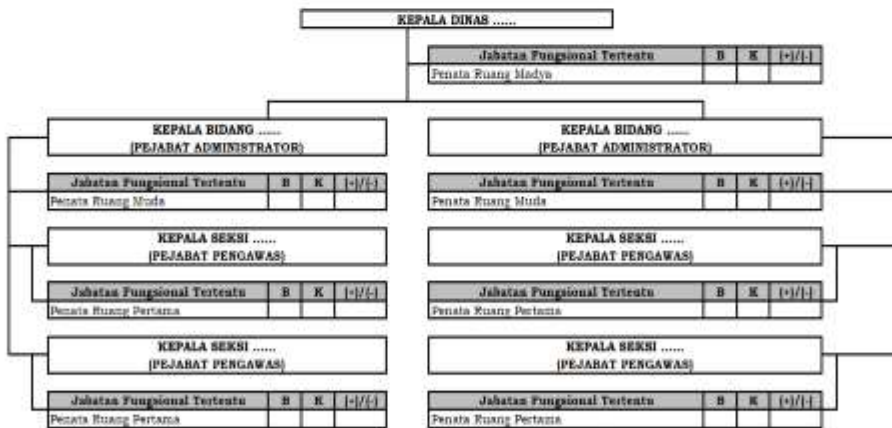 KEPALA DINAS ......
Jabatan Fungsional Tertentu B K (+)/(-)
Penata Ruang Madya
KEPALA BIDANG ......
(PEJABAT ADMINISTRATOR)
KEPALA BIDANG ......
(PEJABAT ADMINISTRATOR)
Jabatan Fungsional Tertentu B K (+)/(-)
Penata Ruang Muda
Jabatan Fungsional Tertentu B K (+)/(-)
Penata Ruang Muda
KEPALA SEKSI ......
(PEJABAT PENGAWAS)
KEPALA SEKSI ......
(PEJABAT PENGAWAS)
Jabatan Fungsional Tertentu B K (+)/(-)
Penata Ruang Pertama
Jabatan Fungsional Tertentu B K (+)/(-)
Penata Ruang Pertama
KEPALA SEKSI ......
(PEJABAT PENGAWAS)
KEPALA SEKSI ......
(PEJABAT PENGAWAS)
Jabatan Fungsional Tertentu B K (+)/(-)
Penata Ruang Pertama
Jabatan Fungsional Tertentu B K (+)/(-)
Penata Ruang Pertama